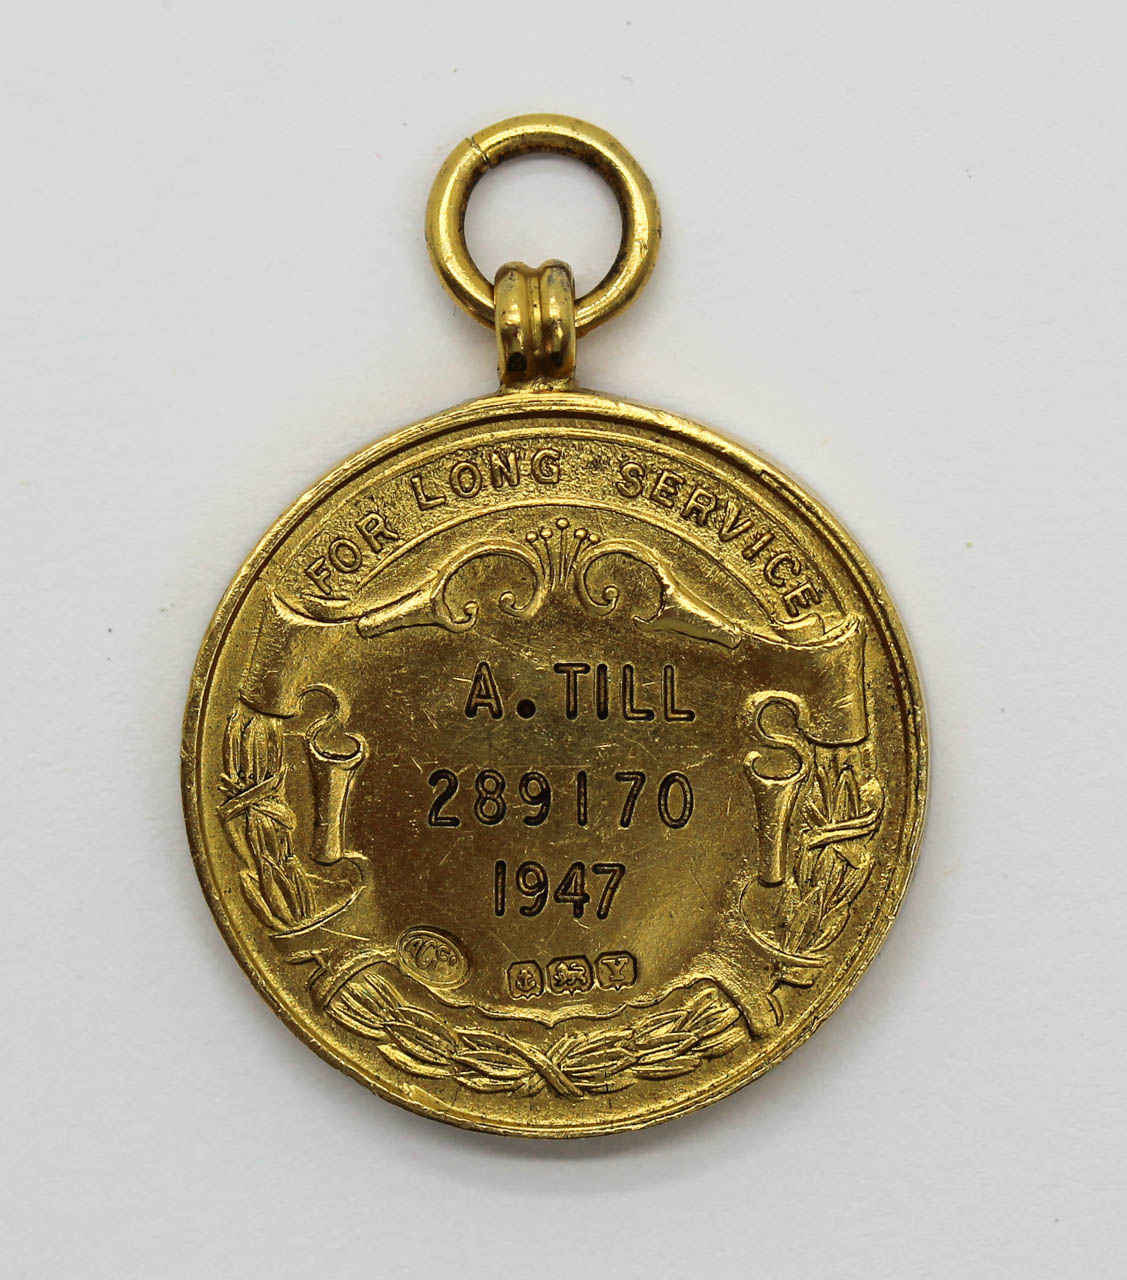 FOR LONG SERVICE
A. TILL
289170
1947
Y